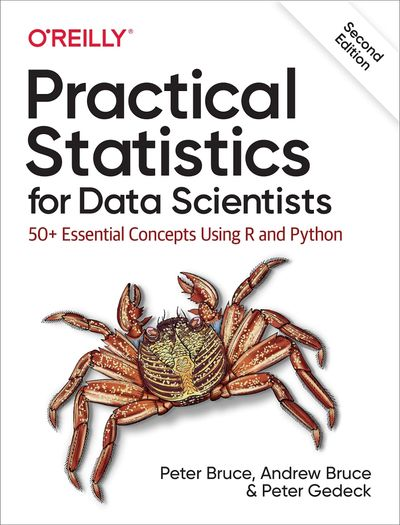 O'REILLY®
Second
Edition
Practical
Statistics
for Data Scientists
50+ Essential Concepts Using R and Python
Peter Bruce, Andrew Bruce
& Peter Gedeck